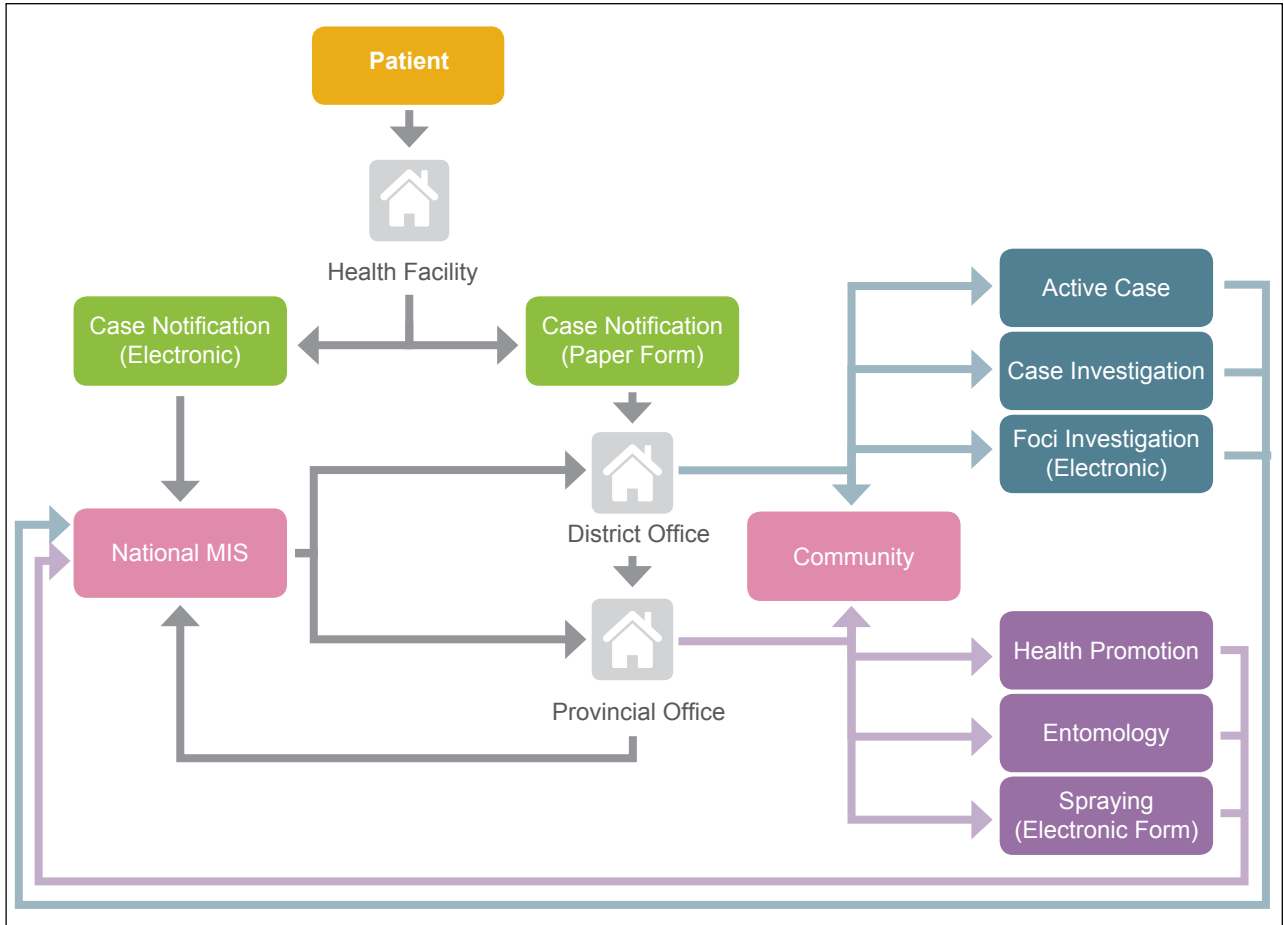 Patient
Health Facility
Case Notification
(Electronic)
Case Notification
(Paper Form)
Active Case
Case Investigation
Foci Investigation
(Electronic)
District Office
National MIS
Community
Provincial Office
Health Promotion
Entomology
Spraying
(Electronic Form)